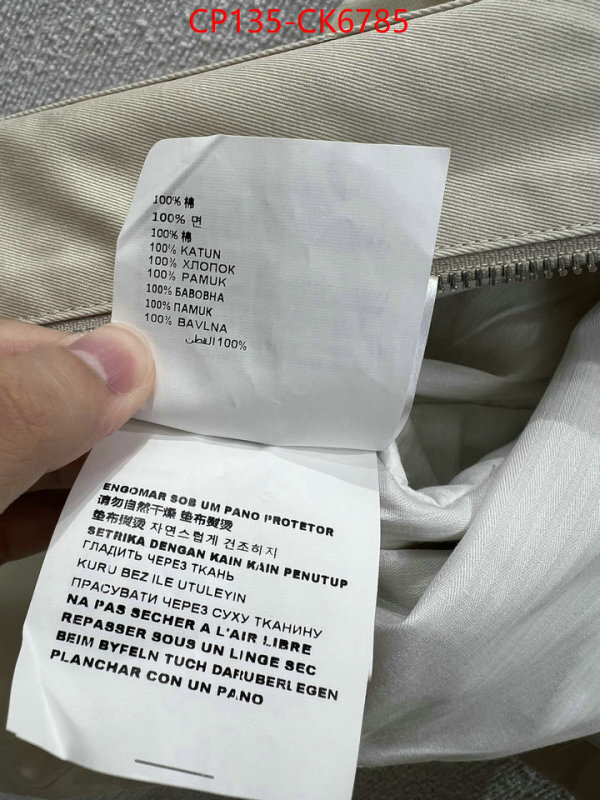 CP135-CK6785
100% 棉
100% 면
100% 棉
100% KATUN
100% ХЛОПОК
100% PAMUK
100% БАВОВНА
100% ПАМUK
100% BAVLNA
100% القطن
ENGOMAR SOB UM PANO PROTETOR
请勿自然干燥 垫布熨烫
垫布熨烫 자연스럽게 건조히지
SETRIKA DENGAN KAIN KAIN PENUTUP
ГЛАДИТЬ ЧЕРЕЗ ТКАНЬ
KURU BEZ ILE UTULEYIN
ПРАСУВАТИ ЧЕРЕЗ СУХУ ТКАНИНУ
NA PAS SECHER A L'AIR LIBRE
REPASSER SOUS UN LINGE SEC
BEIM BYFELN TUCH DARUBERLEGEN
PLANCHAR CON UN PANO